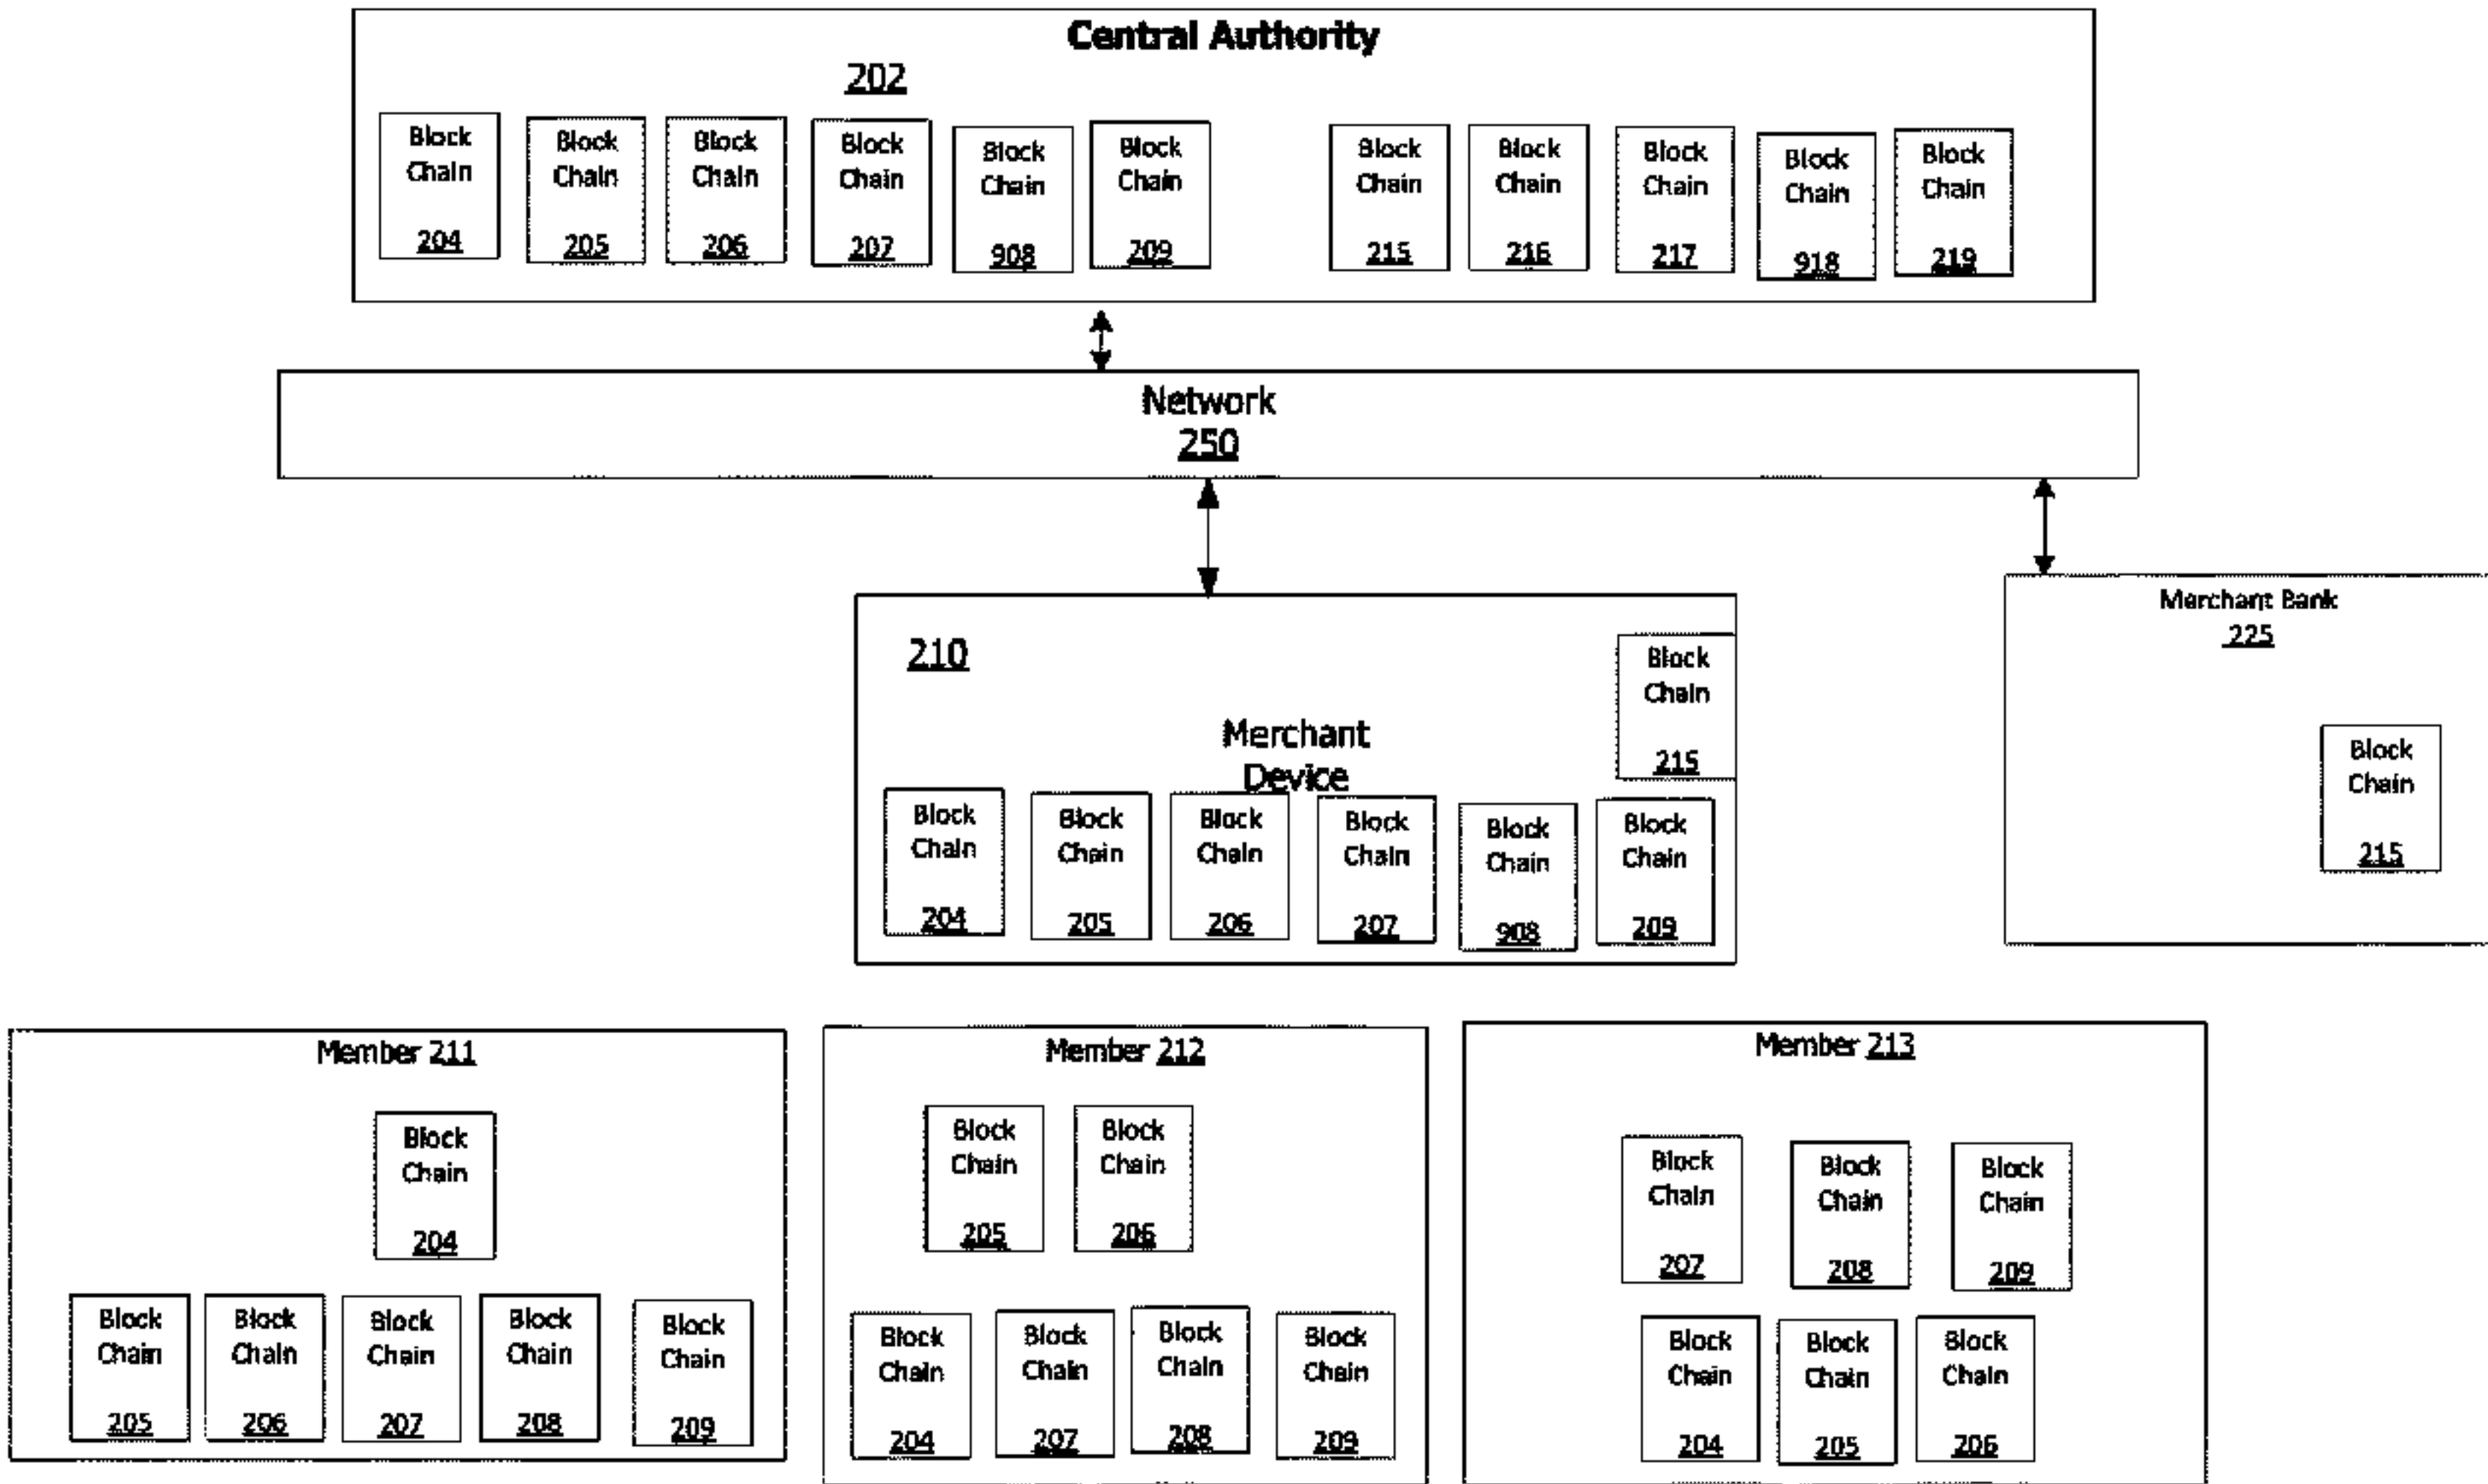 Central Authority
202
Block
Chain
204
Block
Chain
205
Block
Chain
206
Block
Chain
207
Block
Chain
908
Block
Chain
209
Block
Chain
215
Block
Chain
216
Block
Chain
217
Block
Chain
918
Block
Chain
219
Network
250
210
Merchant
Device
Block
Chain
215
Block
Chain
204
Block
Chain
205
Block
Chain
206
Block
Chain
207
Block
Chain
908
Block
Chain
209
Merchant Bank
225
Block
Chain
215
Member 211
Block
Chain
204
Block
Chain
205
Block
Chain
206
Block
Chain
207
Block
Chain
208
Block
Chain
209
Member 212
Block
Chain
205
Block
Chain
206
Block
Chain
204
Block
Chain
207
Block
Chain
208
Block
Chain
209
Member 213
Block
Chain
207
Block
Chain
208
Block
Chain
209
Block
Chain
204
Block
Chain
205
Block
Chain
206